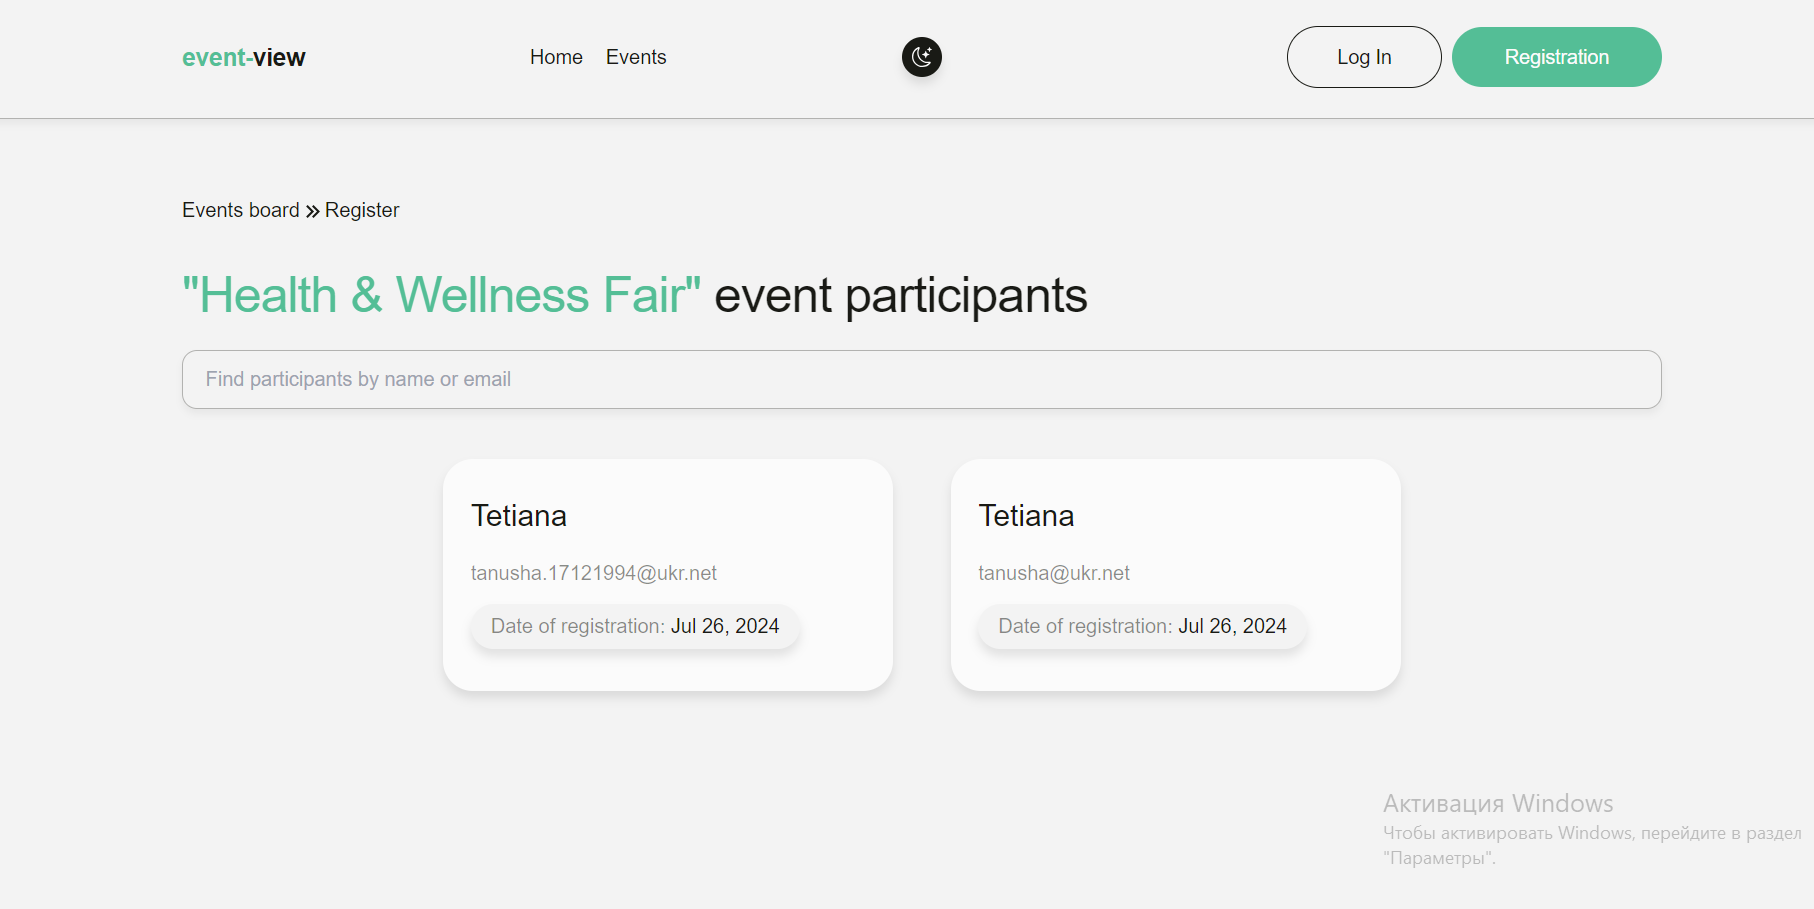 event-view
Home Events
Log In
Registration
Events board » Register
"Health & Wellness Fair" event participants
Find participants by name or email
Tetiana
tanusha.17121994@ukr.net
Date of registration: Jul 26, 2024
Tetiana
tanusha@ukr.net
Date of registration: Jul 26, 2024
Активация Windows
Чтобы активировать Windows, перейдите в раздел
"Параметры".